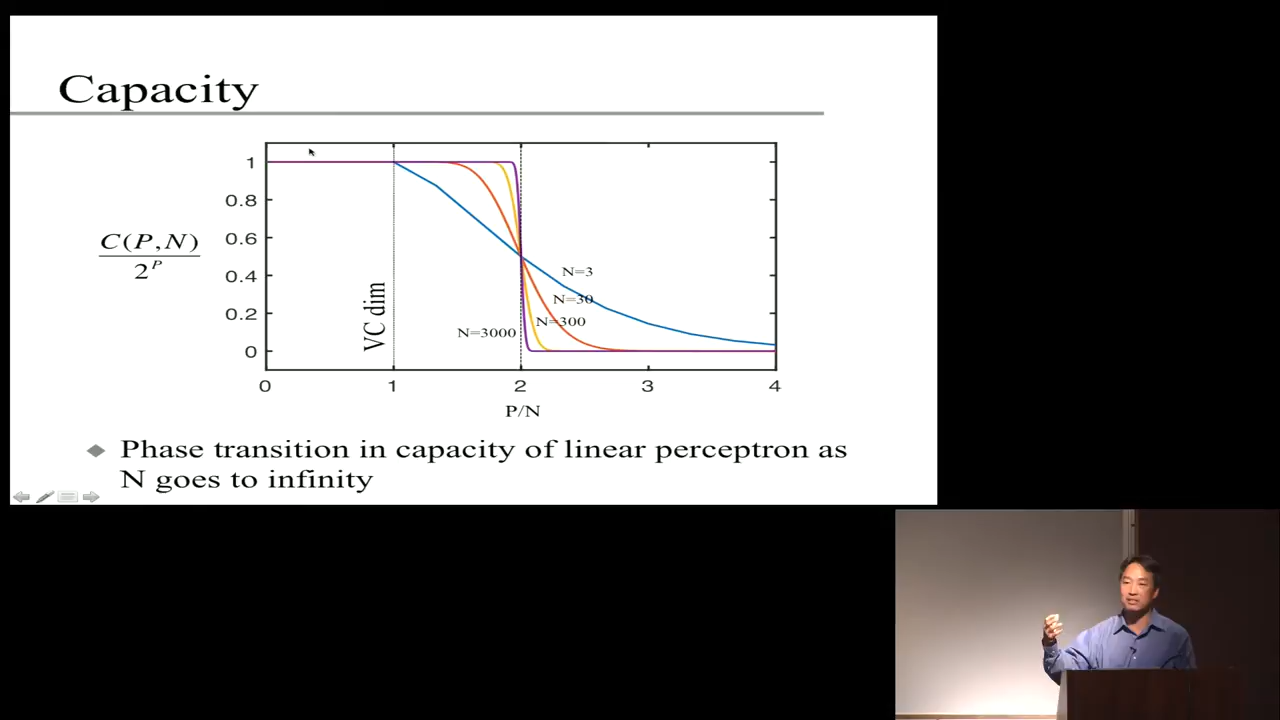 Capacity
C(P,N)
2^P
1
0.8
0.6
0.4
0.2
0
VC dim
N=3
N=30
N=300
N=3000
0 1 2 3 4
P/N
Phase transition in capacity of linear perceptron as
N goes to infinity